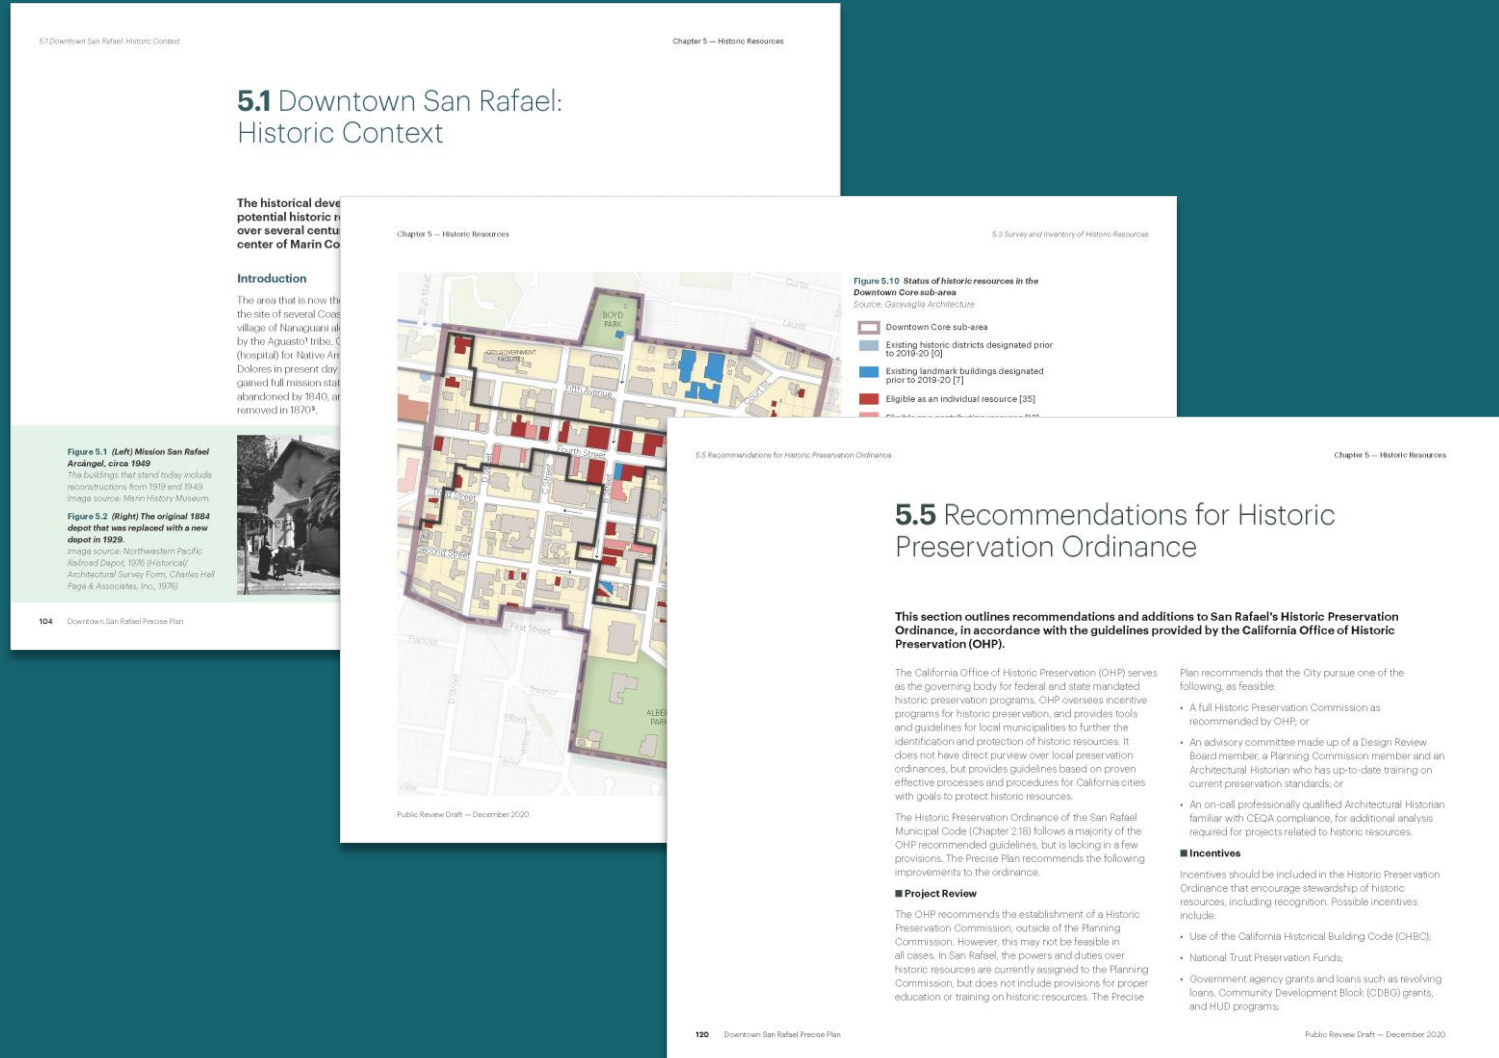 5.1 Downtown San Rafael: Historic Context
Chapter 5 — Historic Resources
5.1 Downtown San Rafael:
Historic Context
The historical deve
potential historic r
over several centu
center of Marin Co
Introduction
The area that is now the
the site of several Coas
village of Nanaguani al
by the Aguasto¹ tribe.
(hospital) for Native Am
Dolores in present day
gained full mission stat
abandoned by 1840, an
removed in 1870⁵.
Figure 5.1 (Left) Mission San Rafael
Arcángel, circa 1949
The buildings that stand today include
reconstructions from 1919 and 1949.
Image source: Marin History Museum.
Figure 5.2 (Right) The original 1884
depot that was replaced with a new
depot in 1929.
Image source: Northwestern Pacific
Railroad Depot, 1976 (Historical/
Architectural Survey Form, Charles Hall
Page & Associates, Inc., 1976)
104 Downtown San Rafael Precise Plan
Chapter 5 — Historic Resources
5.3 Survey and Inventory of Historic Resources
BOYD
PARK
CITY GOVERNMENT
FACILITIES
Laurel
Fifth Avenue
Court St
Fourth Street
D Street
C Street
B Street
Third Street
Second Street
First Street
Frances
Treanor
D Street
Elford
Willow
Taylor
View
ALBER
PARK
Figure 5.10 Status of historic resources in the
Downtown Core sub-area
Source: Garavaglia Architecture
Downtown Core sub-area
Existing historic districts designated prior
to 2019-20 [0]
Existing landmark buildings designated
prior to 2019-20 [7]
Eligible as an individual resource [35]
Public Review Draft — December 2020
5.5 Recommendations for Historic Preservation Ordinance
Chapter 5 — Historic Resources
5.5 Recommendations for Historic
Preservation Ordinance
This section outlines recommendations and additions to San Rafael's Historic Preservation
Ordinance, in accordance with the guidelines provided by the California Office of Historic
Preservation (OHP).
The California Office of Historic Preservation (OHP) serves
as the governing body for federal and state mandated
historic preservation programs. OHP oversees incentive
programs for historic preservation, and provides tools
and guidelines for local municipalities to further the
identification and protection of historic resources. It
does not have direct purview over local preservation
ordinances, but provides guidelines based on proven
effective processes and procedures for California cities
with goals to protect historic resources.
The Historic Preservation Ordinance of the San Rafael
Municipal Code (Chapter 2.18) follows a majority of the
OHP recommended guidelines, but is lacking in a few
provisions. The Precise Plan recommends the following
improvements to the ordinance.
■ Project Review
The OHP recommends the establishment of a Historic
Preservation Commission, outside of the Planning
Commission. However, this may not be feasible in
all cases. In San Rafael, the powers and duties over
historic resources are currently assigned to the Planning
Commission, but does not include provisions for proper
education or training on historic resources. The Precise
Plan recommends that the City pursue one of the
following, as feasible:
• A full Historic Preservation Commission as
recommended by OHP; or
• An advisory committee made up of a Design Review
Board member, a Planning Commission member and an
Architectural Historian who has up-to-date training on
current preservation standards; or
• An on-call professionally qualified Architectural Historian
familiar with CEQA compliance, for additional analysis
required for projects related to historic resources.
■ Incentives
Incentives should be included in the Historic Preservation
Ordinance that encourage stewardship of historic
resources, including recognition. Possible incentives
include:
• Use of the California Historical Building Code (CHBC);
• National Trust Preservation Funds;
• Government agency grants and loans such as revolving
loans, Community Development Block (CDBG) grants,
and HUD programs;
120 Downtown San Rafael Precise Plan
Public Review Draft — December 2020